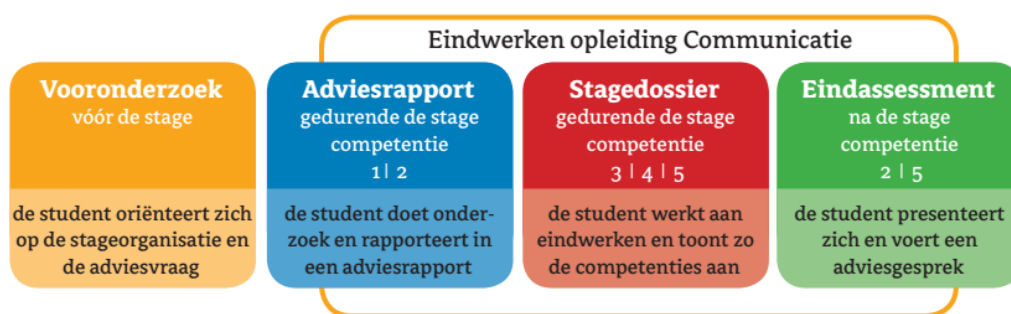 Eindwerken opleiding Communicatie
Vooronderzoek
vóór de stage
de student oriënteert zich
op de stageorganisatie en
de adviesvraag
Adviesrapport
gedurende de stage
competentie
1| 2
de student doet onder-
zoek en rapporteert in
een adviesrapport
Stagedossier
gedurende de stage
competentie
3 | 4 | 5
de student werkt aan
eindwerken en toont zo
de competenties aan
Eindassessment
na de stage
competentie
2 | 5
de student presenteert
zich en voert een
adviesgesprek